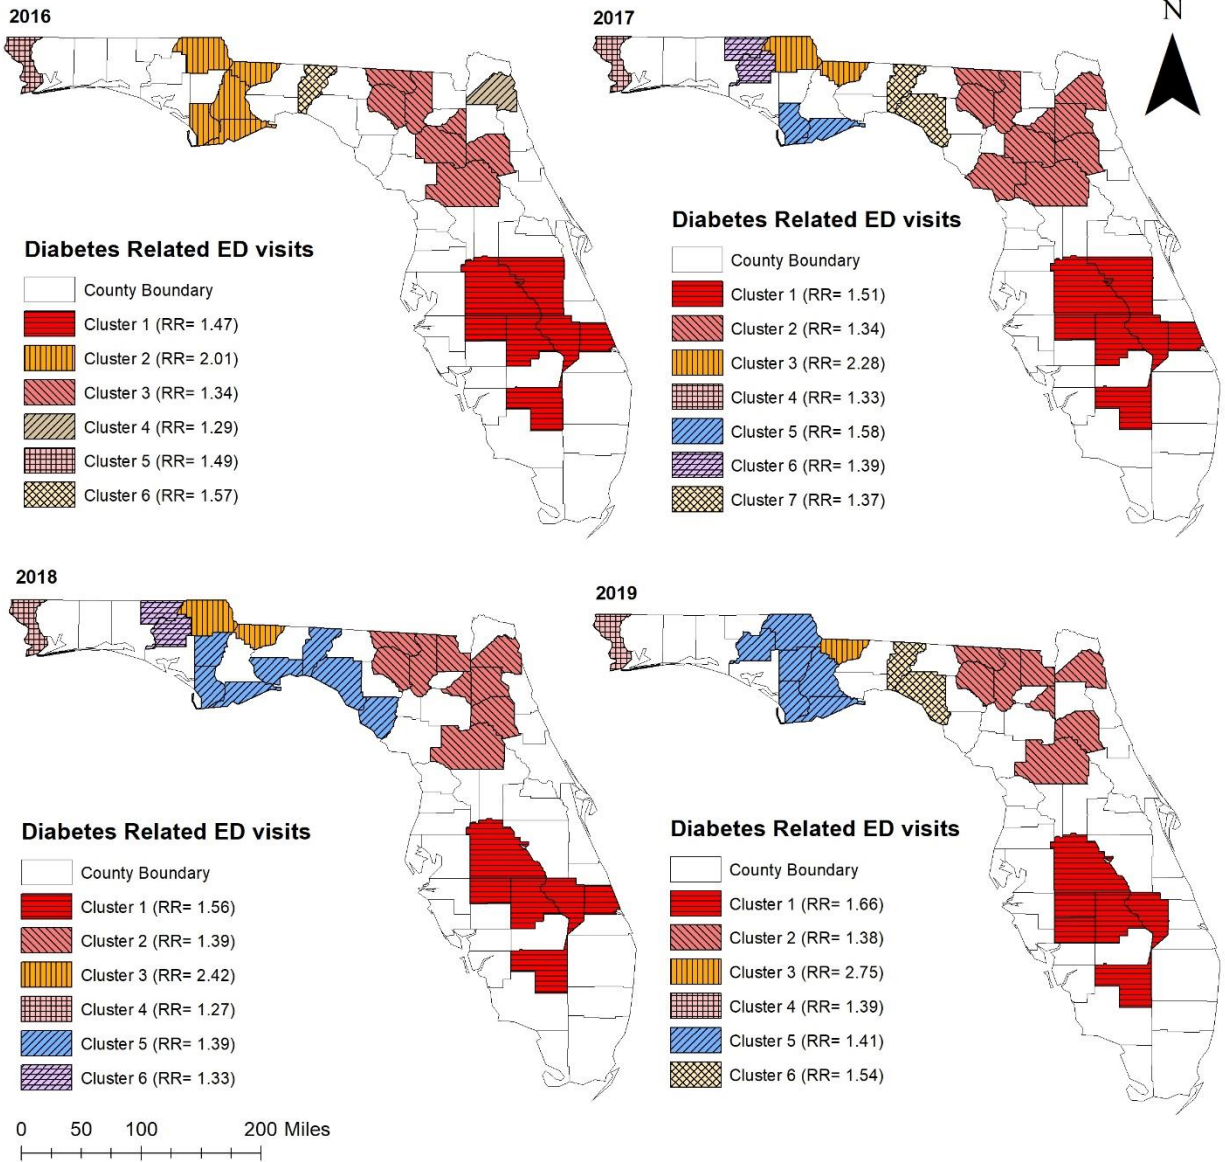 2016
2017
N
Diabetes Related ED visits
County Boundary
Cluster 1 (RR= 1.47)
Cluster 2 (RR= 2.01)
Cluster 3 (RR= 1.34)
Cluster 4 (RR= 1.29)
Cluster 5 (RR= 1.49)
Cluster 6 (RR= 1.57)
Diabetes Related ED visits
County Boundary
Cluster 1 (RR= 1.51)
Cluster 2 (RR= 1.34)
Cluster 3 (RR= 2.28)
Cluster 4 (RR= 1.33)
Cluster 5 (RR= 1.58)
Cluster 6 (RR= 1.39)
Cluster 7 (RR= 1.37)
2018
2019
Diabetes Related ED visits
County Boundary
Cluster 1 (RR= 1.56)
Cluster 2 (RR= 1.39)
Cluster 3 (RR= 2.42)
Cluster 4 (RR= 1.27)
Cluster 5 (RR= 1.39)
Cluster 6 (RR= 1.33)
Diabetes Related ED visits
County Boundary
Cluster 1 (RR= 1.66)
Cluster 2 (RR= 1.38)
Cluster 3 (RR= 2.75)
Cluster 4 (RR= 1.39)
Cluster 5 (RR= 1.41)
Cluster 6 (RR= 1.54)
0 50 100 200 Miles